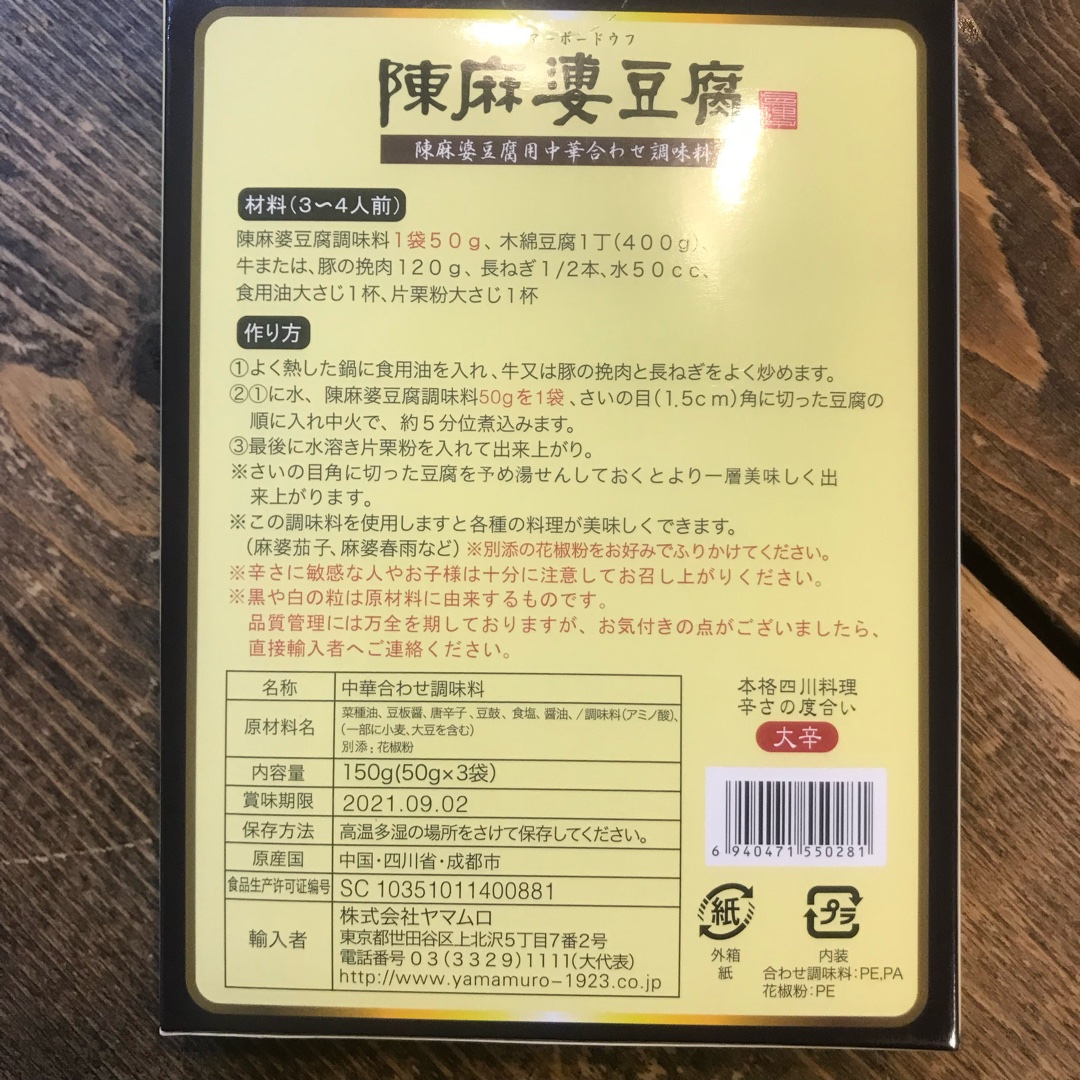 ーボードウフ
陳麻婆豆腐
陳麻婆豆腐用中華合わせ調味料
材料(3〜4人前)
陳麻婆豆腐調味料1袋50g、木綿豆腐1丁(400g)、
牛または、豚の挽肉120g、長ねぎ1/2本、水50cc、
食用油大さじ1杯、片栗粉大さじ1杯
作り方
①よく熱した鍋に食用油を入れ、牛又は豚の挽肉と長ねぎをよく炒めます。
②①に水、陳麻婆豆腐調味料50gを1袋、さいの目(1.5cm)角に切った豆腐の
順に入れ中火で、約5分位煮込みます。
③最後に水溶き片栗粉を入れて出来上がり。
※さいの目角に切った豆腐を予め湯せんしておくとより一層美味しく出
来上がります。
※この調味料を使用しますと各種の料理が美味しくできます。
(麻婆茄子、麻婆春雨など)※別添の花椒粉をお好みでふりかけてください。
※辛さに敏感な人やお子様は十分に注意してお召し上がりください。
※黒や白の粒は原材料に由来するものです。
品質管理には万全を期しておりますが、お気付きの点がございましたら、
直接輸入者へご連絡ください。
名称 中華合わせ調味料
原材料名 菜種油、豆板醤、唐辛子、豆鼓、食塩、醤油、/調味料(アミノ酸)、
(一部に小麦、大豆を含む)
別添:花椒粉
内容量 150g(50g×3袋)
賞味期限 2021.09.02
保存方法 高温多湿の場所をさけて保存してください。
原産国 中国・四川省・成都市
食品生产许可证编号 SC 10351011400881
輸入者 株式会社ヤマムロ
東京都世田谷区上北沢5丁目7番2号
電話番号 03(3329)1111(大代表)
http://www.yamamuro-1923.co.jp
本格四川料理
辛さの度合い
大辛
6 940471 550281
紙
外箱
紙
プラ
内装
合わせ調味料:PE,PA
花椒粉:PE